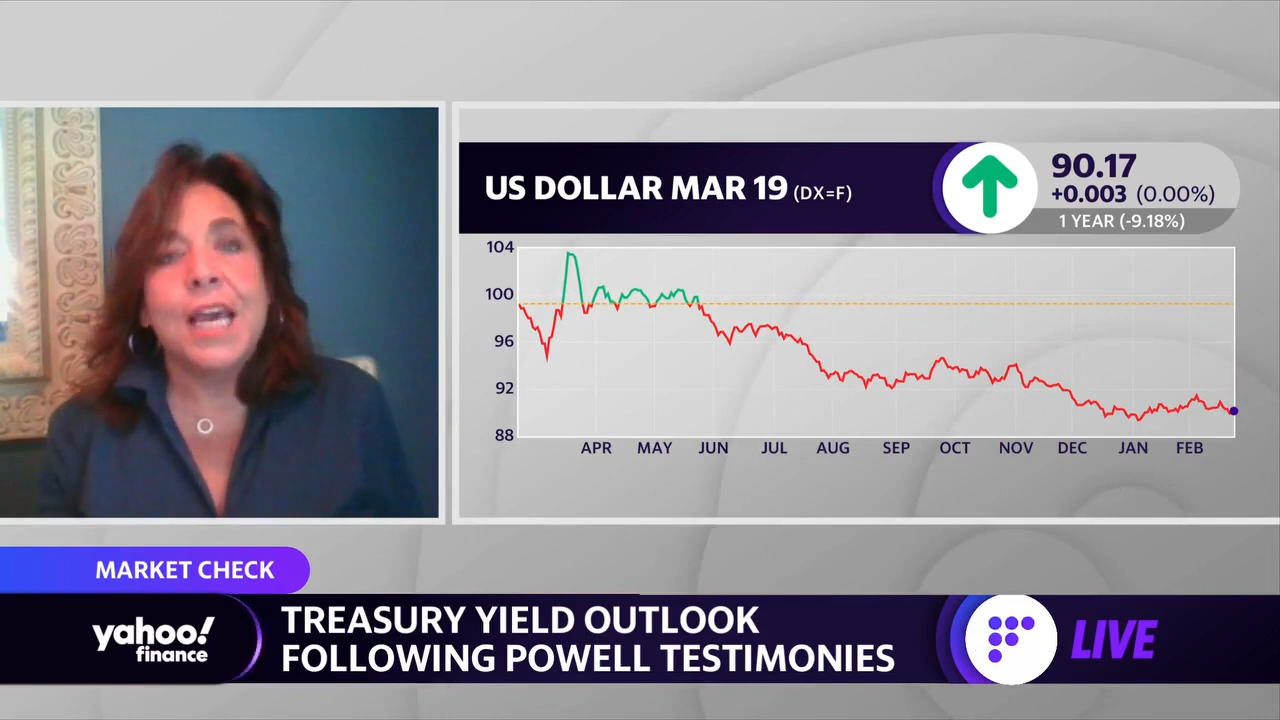 US DOLLAR MAR 19 (DX=F)
90.17
+0.003 (0.00%)
1 YEAR (-9.18%)
104
100
96
92
88
APR MAY JUN JUL AUG SEP OCT NOV DEC JAN FEB
MARKET CHECK
yahoo!
finance
TREASURY YIELD OUTLOOK
FOLLOWING POWELL TESTIMONIES
LIVE